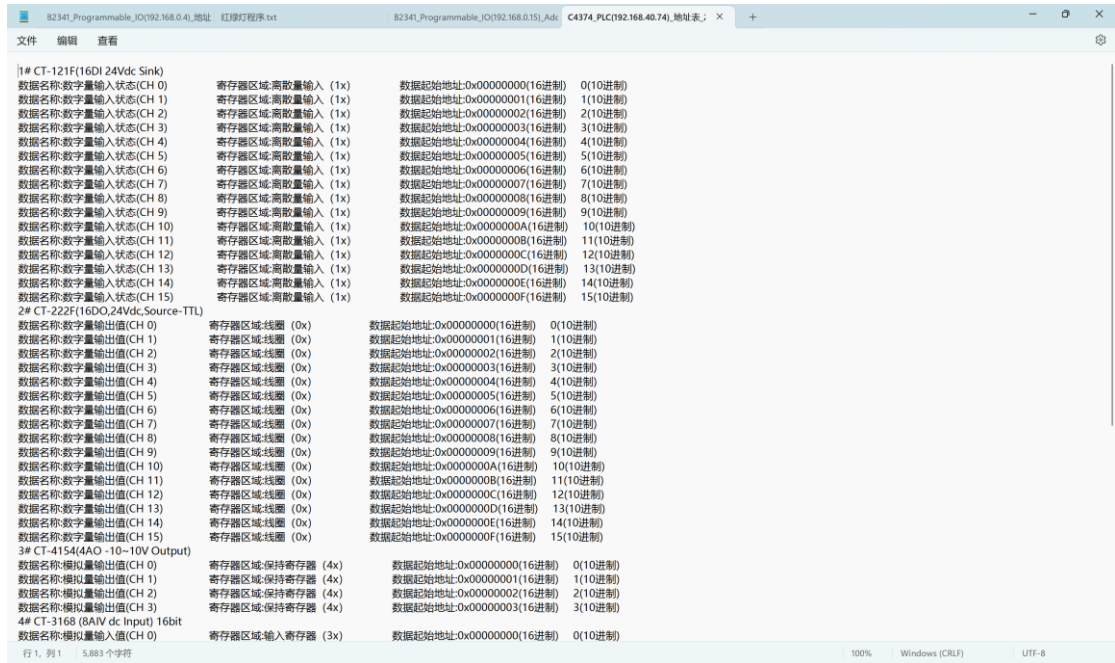 B2341_Programmable_IO(192.168.0.4)_地址 红绿灯程序.txt B2341_Programmable_IO(192.168.0.15)_Adc C4374_PLC(192.168.40.74)_地址表_;
文件 编辑 查看
1# CT-121F(16DI 24Vdc Sink)
数据名称:数字量输入状态(CH 0) 寄存器区域:离散量输入 (1x) 数据起始地址:0x00000000(16进制) 0(10进制)
数据名称:数字量输入状态(CH 1) 寄存器区域:离散量输入 (1x) 数据起始地址:0x00000001(16进制) 1(10进制)
数据名称:数字量输入状态(CH 2) 寄存器区域:离散量输入 (1x) 数据起始地址:0x00000002(16进制) 2(10进制)
数据名称:数字量输入状态(CH 3) 寄存器区域:离散量输入 (1x) 数据起始地址:0x00000003(16进制) 3(10进制)
数据名称:数字量输入状态(CH 4) 寄存器区域:离散量输入 (1x) 数据起始地址:0x00000004(16进制) 4(10进制)
数据名称:数字量输入状态(CH 5) 寄存器区域:离散量输入 (1x) 数据起始地址:0x00000005(16进制) 5(10进制)
数据名称:数字量输入状态(CH 6) 寄存器区域:离散量输入 (1x) 数据起始地址:0x00000006(16进制) 6(10进制)
数据名称:数字量输入状态(CH 7) 寄存器区域:离散量输入 (1x) 数据起始地址:0x00000007(16进制) 7(10进制)
数据名称:数字量输入状态(CH 8) 寄存器区域:离散量输入 (1x) 数据起始地址:0x00000008(16进制) 8(10进制)
数据名称:数字量输入状态(CH 9) 寄存器区域:离散量输入 (1x) 数据起始地址:0x00000009(16进制) 9(10进制)
数据名称:数字量输入状态(CH 10) 寄存器区域:离散量输入 (1x) 数据起始地址:0x0000000A(16进制) 10(10进制)
数据名称:数字量输入状态(CH 11) 寄存器区域:离散量输入 (1x) 数据起始地址:0x0000000B(16进制) 11(10进制)
数据名称:数字量输入状态(CH 12) 寄存器区域:离散量输入 (1x) 数据起始地址:0x0000000C(16进制) 12(10进制)
数据名称:数字量输入状态(CH 13) 寄存器区域:离散量输入 (1x) 数据起始地址:0x0000000D(16进制) 13(10进制)
数据名称:数字量输入状态(CH 14) 寄存器区域:离散量输入 (1x) 数据起始地址:0x0000000E(16进制) 14(10进制)
数据名称:数字量输入状态(CH 15) 寄存器区域:离散量输入 (1x) 数据起始地址:0x0000000F(16进制) 15(10进制)
2# CT-222F(16DO,24Vdc,Source-TTL)
数据名称:数字量输出值(CH 0) 寄存器区域:线圈 (0x) 数据起始地址:0x00000000(16进制) 0(10进制)
数据名称:数字量输出值(CH 1) 寄存器区域:线圈 (0x) 数据起始地址:0x00000001(16进制) 1(10进制)
数据名称:数字量输出值(CH 2) 寄存器区域:线圈 (0x) 数据起始地址:0x00000002(16进制) 2(10进制)
数据名称:数字量输出值(CH 3) 寄存器区域:线圈 (0x) 数据起始地址:0x00000003(16进制) 3(10进制)
数据名称:数字量输出值(CH 4) 寄存器区域:线圈 (0x) 数据起始地址:0x00000004(16进制) 4(10进制)
数据名称:数字量输出值(CH 5) 寄存器区域:线圈 (0x) 数据起始地址:0x00000005(16进制) 5(10进制)
数据名称:数字量输出值(CH 6) 寄存器区域:线圈 (0x) 数据起始地址:0x00000006(16进制) 6(10进制)
数据名称:数字量输出值(CH 7) 寄存器区域:线圈 (0x) 数据起始地址:0x00000007(16进制) 7(10进制)
数据名称:数字量输出值(CH 8) 寄存器区域:线圈 (0x) 数据起始地址:0x00000008(16进制) 8(10进制)
数据名称:数字量输出值(CH 9) 寄存器区域:线圈 (0x) 数据起始地址:0x00000009(16进制) 9(10进制)
数据名称:数字量输出值(CH 10) 寄存器区域:线圈 (0x) 数据起始地址:0x0000000A(16进制) 10(10进制)
数据名称:数字量输出值(CH 11) 寄存器区域:线圈 (0x) 数据起始地址:0x0000000B(16进制) 11(10进制)
数据名称:数字量输出值(CH 12) 寄存器区域:线圈 (0x) 数据起始地址:0x0000000C(16进制) 12(10进制)
数据名称:数字量输出值(CH 13) 寄存器区域:线圈 (0x) 数据起始地址:0x0000000D(16进制) 13(10进制)
数据名称:数字量输出值(CH 14) 寄存器区域:线圈 (0x) 数据起始地址:0x0000000E(16进制) 14(10进制)
数据名称:数字量输出值(CH 15) 寄存器区域:线圈 (0x) 数据起始地址:0x0000000F(16进制) 15(10进制)
3# CT-4154(4AO -10~10V Output)
数据名称:模拟量输出值(CH 0) 寄存器区域:保持寄存器 (4x) 数据起始地址:0x00000000(16进制) 0(10进制)
数据名称:模拟量输出值(CH 1) 寄存器区域:保持寄存器 (4x) 数据起始地址:0x00000001(16进制) 1(10进制)
数据名称:模拟量输出值(CH 2) 寄存器区域:保持寄存器 (4x) 数据起始地址:0x00000002(16进制) 2(10进制)
数据名称:模拟量输出值(CH 3) 寄存器区域:保持寄存器 (4x) 数据起始地址:0x00000003(16进制) 3(10进制)
4# CT-3168 (8AIV dc Input) 16bit
数据名称:模拟量输入值(CH 0) 寄存器区域:输入寄存器 (3x) 数据起始地址:0x00000000(16进制) 0(10进制)
行 1, 列 1 5,883 个字符 100% Windows (CRLF) UTF-8